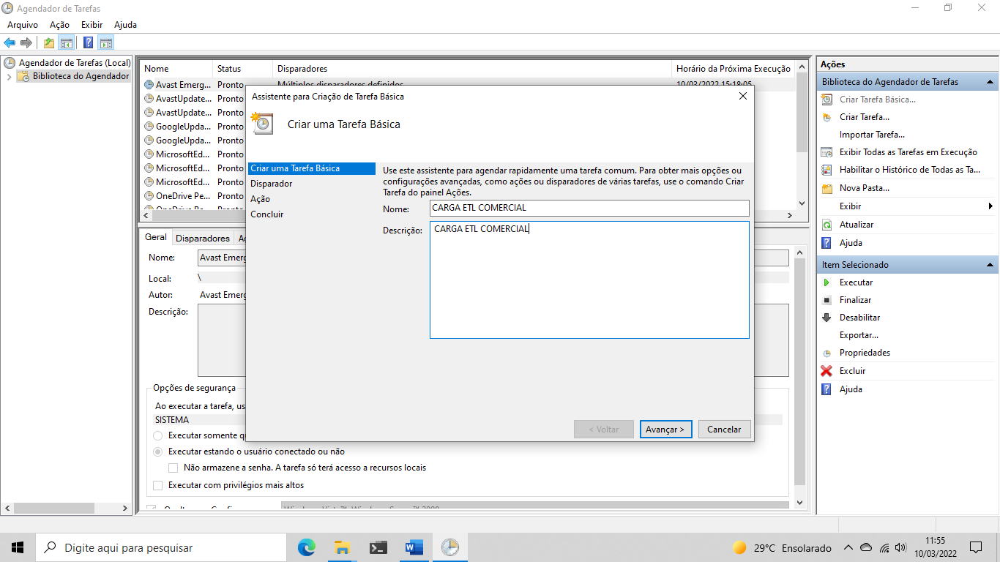 Agendador de Tarefas
Arquivo Ação Exibir Ajuda
Agendador de Tarefas (Local)
Biblioteca do Agendador
Nome Status Disparadores Horário da Próxima Execução
Avast Emerg... Pronto Múltiplos disparadores definidos 10/03/2022 15:18:05
AvastUpdate... Pronto
AvastUpdate... Pronto
GoogleUpda... Pronto
GoogleUpda... Pronto
MicrosoftEd... Pronto
MicrosoftEd... Pronto
MicrosoftEd... Pronto
OneDrive Pe... Pronto
Geral Disparadores
Nome: Avast Emerg
Local: \
Autor: Avast Emerg
Descrição:
Opções de segurança
Ao executar a tarefa, us
SISTEMA
Executar somente
Executar estando o usuário conectado ou não
Não armazene a senha. A tarefa só terá acesso a recursos locais
Executar com privilégios mais altos
Assistente para Criação de Tarefa Básica
Criar uma Tarefa Básica
Criar uma Tarefa Básica
Disparador
Ação
Concluir
Use este assistente para agendar rapidamente uma tarefa comum. Para obter mais opções ou
configurações avançadas, como ações ou disparadores de várias tarefas, use o comando Criar
Tarefa do painel Ações.
Nome: CARGA ETL COMERCIAL
Descrição: CARGA ETL COMERCIAL
< Voltar Avançar > Cancelar
Ações
Biblioteca do Agendador de Tarefas
Criar Tarefa Básica...
Criar Tarefa...
Importar Tarefa...
Exibir Todas as Tarefas em Execução
Habilitar o Histórico de Todas as Ta...
Nova Pasta...
Exibir
Atualizar
Ajuda
Item Selecionado
Executar
Finalizar
Desabilitar
Exportar...
Propriedades
Excluir
Ajuda
Digite aqui para pesquisar
29°C Ensolarado
11:55
10/03/2022